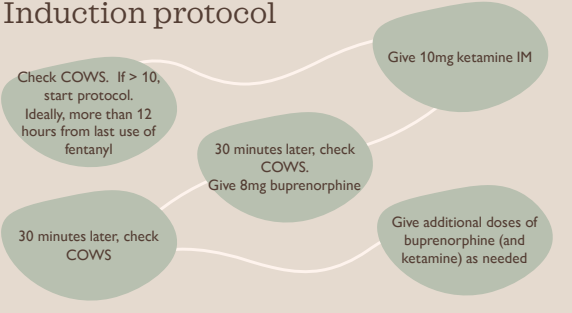 Induction protocol
Check COWS. If > 10,
start protocol.
Ideally, more than 12
hours from last use of
fentanyl
Give 10mg ketamine IM
30 minutes later, check
COWS.
Give 8mg buprenorphine
30 minutes later, check
COWS
Give additional doses of
buprenorphine (and
ketamine) as needed